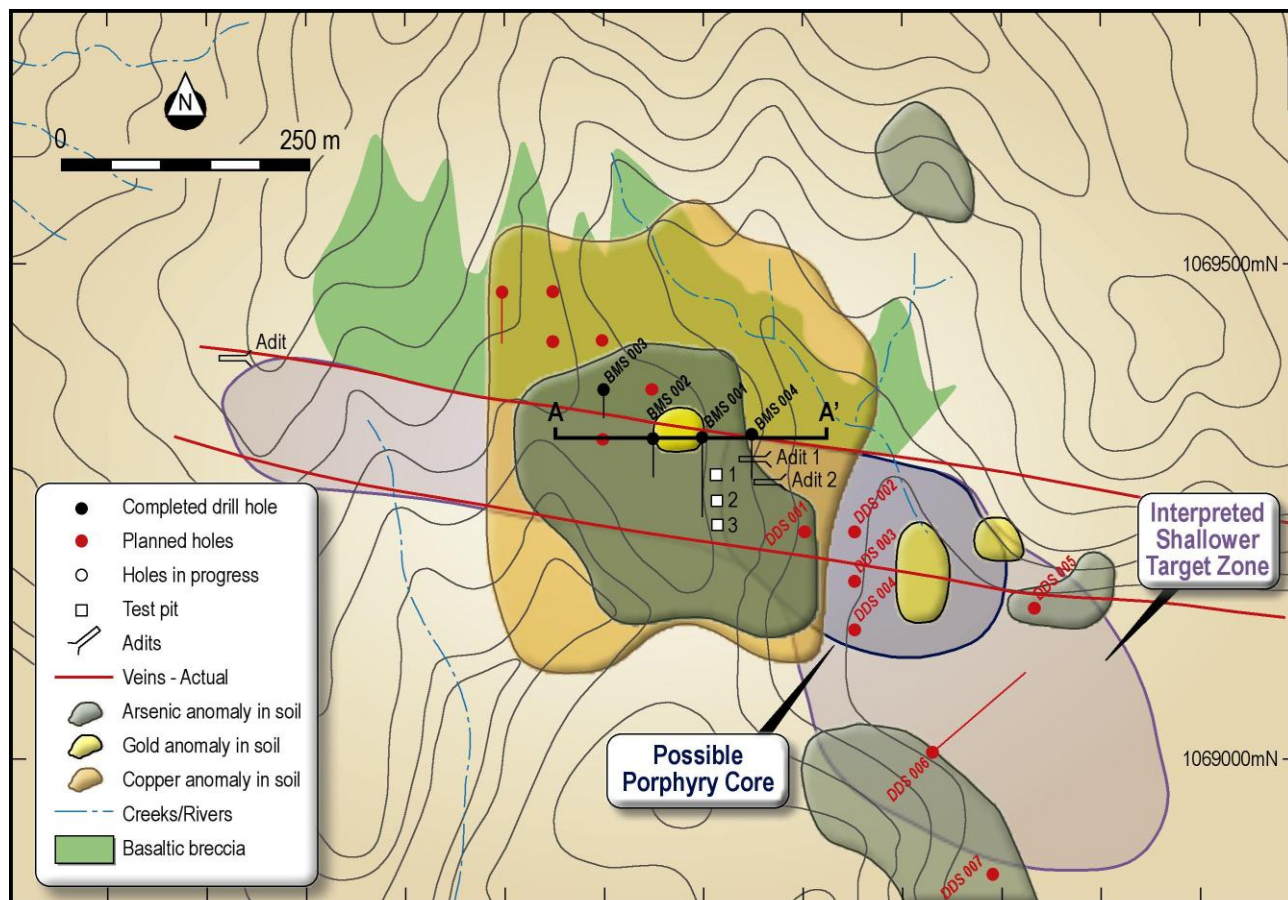 N
0
250 m
1069500mN
Adit
BMS 003
A
BMS 002
BMS 001
BMS 004
A'
Adit 1
Adit 2
1
2
3
DDS 001
DDS 002
DDS 003
DDS 004
DDS 005
Interpreted
Shallower
Target Zone
Possible
Porphyry Core
1069000mN
DDS 006
DDS 007
Completed drill hole
Planned holes
Holes in progress
Test pit
Adits
Veins - Actual
Arsenic anomaly in soil
Gold anomaly in soil
Copper anomaly in soil
Creeks/Rivers
Basaltic breccia